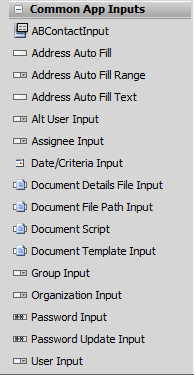 Common App Inputs
ABContactInput
Address Auto Fill
Address Auto Fill Range
Address Auto Fill Text
Alt User Input
Assignee Input
Date/Criteria Input
Document Details File Input
Document File Path Input
Document Script
Document Template Input
Group Input
Organization Input
Password Input
Password Update Input
User Input